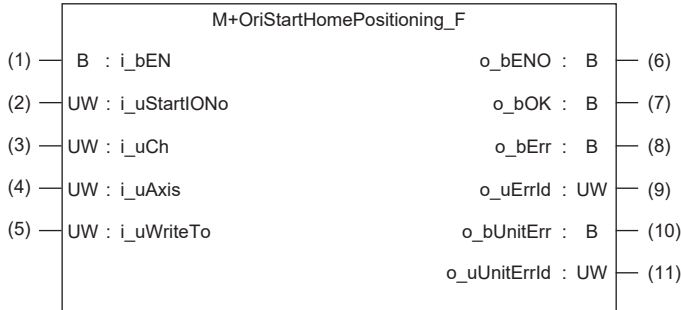 M+OriStartHomePositioning_F
(1) B : i_bEN o_bENO : B (6)
(2) UW : i_uStartIONo o_bOK : B (7)
(3) UW : i_uCh o_bErr : B (8)
(4) UW : i_uAxis o_uErrId : UW (9)
(5) UW : i_uWriteTo o_bUnitErr : B (10)
o_uUnitErrId : UW (11)